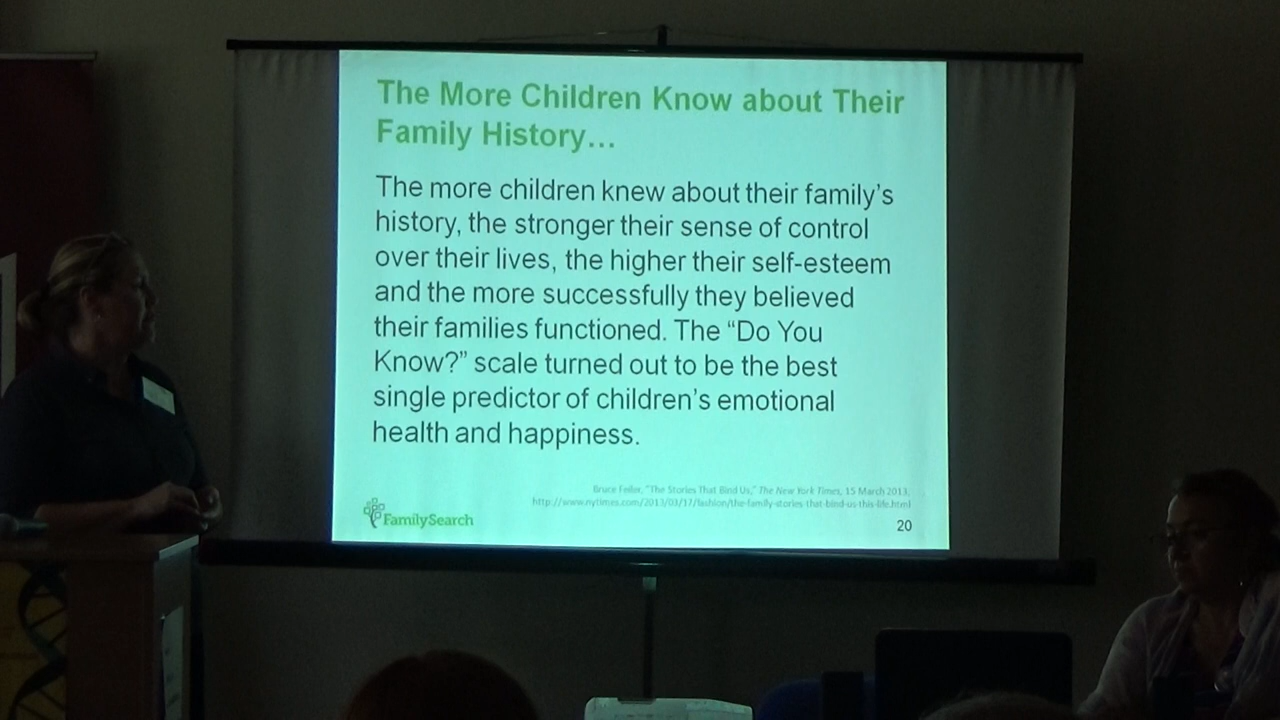 The More Children Know about Their
Family History…
The more children knew about their family’s
history, the stronger their sense of control
over their lives, the higher their self-esteem
and the more successfully they believed
their families functioned. The “Do You
Know?” scale turned out to be the best
single predictor of children’s emotional
health and happiness.
Bruce Feiler, “The Stories That Bind Us,” The New York Times, 15 March 2013,
http://www.nytimes.com/2013/03/17/fashion/the-family-stories-that-bind-us-this-life.html
FamilySearch
20